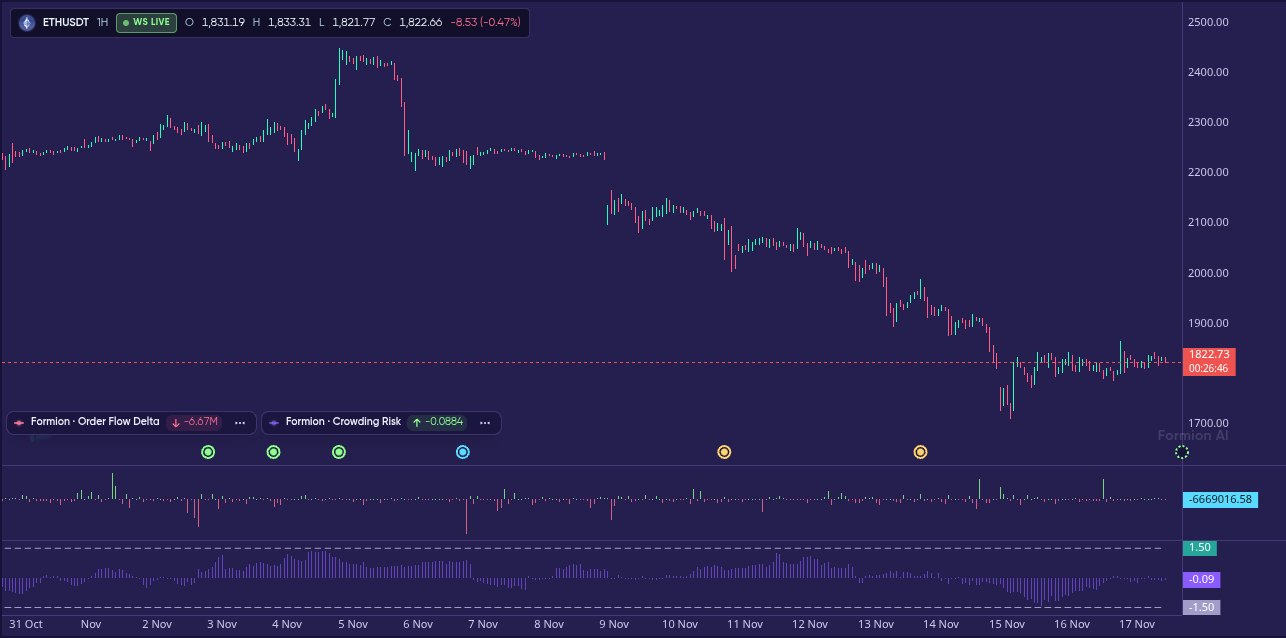 ETHUSDT 1H WS LIVE O 1,831.19 H 1,833.31 L 1,821.77 C 1,822.66 -8.53 (-0.47%)
2500.00
2400.00
2300.00
2200.00
2100.00
2000.00
1900.00
1822.73
00:26:46
1700.00
Formion · Order Flow Delta ↓ -6.67M ···
Formion · Crowding Risk ↑ -0.0884 ···
Formion AI
-6669016.58
1.50
-0.09
-1.50
31 Oct Nov 2 Nov 3 Nov 4 Nov 5 Nov 6 Nov 7 Nov 8 Nov 9 Nov 10 Nov 11 Nov 12 Nov 13 Nov 14 Nov 15 Nov 16 Nov 17 Nov